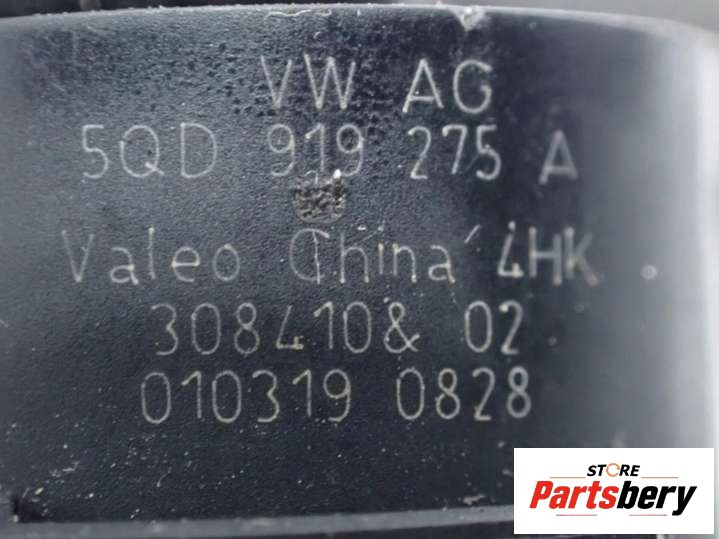 VW AG
5QD 919 275 A
Valeo China 4HK
308410& 02
010319 0828
STORE
Partsbery